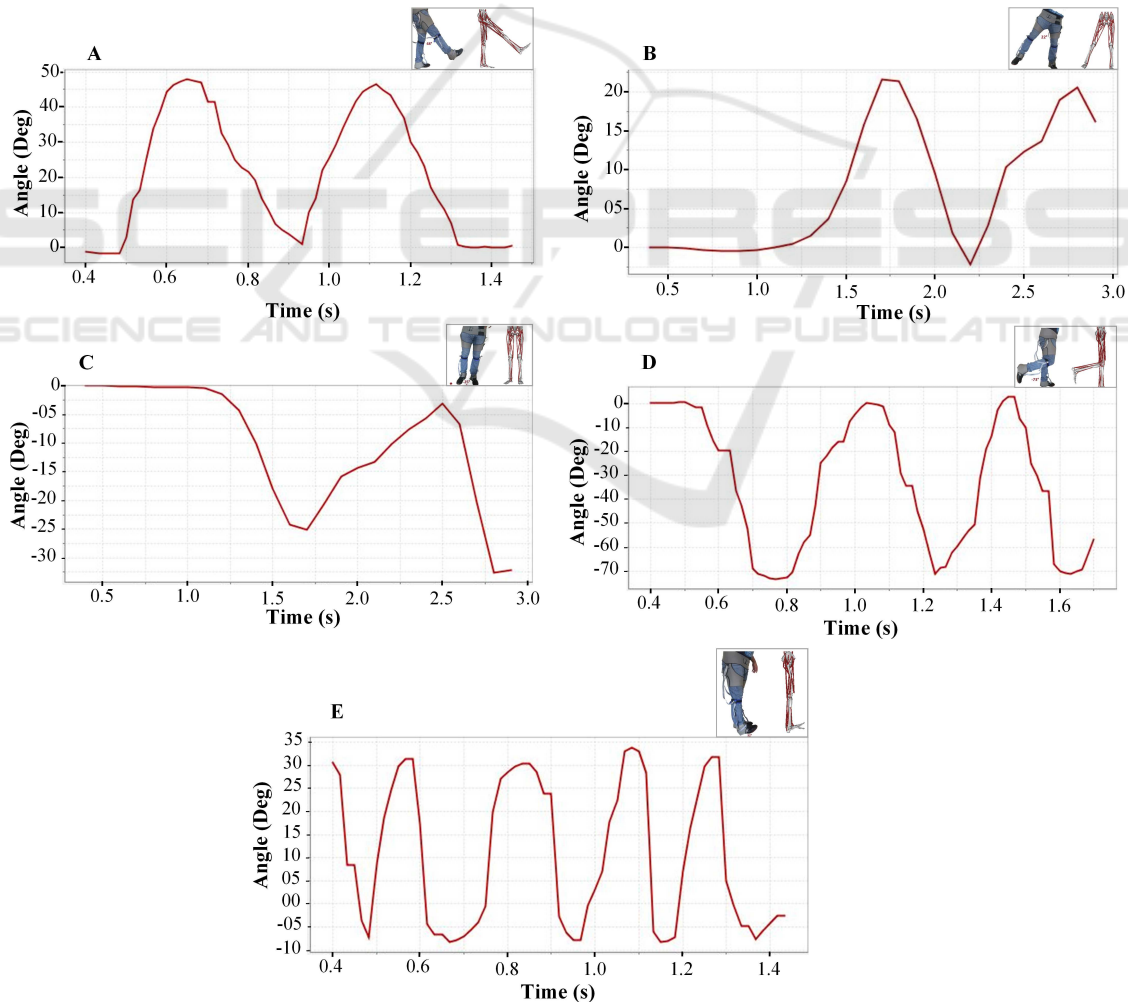 A
Angle (Deg)
50
40
30
20
10
0
0.4 0.6 0.8 1.0 1.2 1.4
Time (s)
B
Angle (Deg)
20
15
10
05
0
0.5 1.0 1.5 2.0 2.5 3.0
Time (s)
SCITEPRESS
SCIENCE AND TECHNOLOGY PUBLICATIONS
C
Angle (Deg)
0
-05
-10
-15
-20
-25
-30
0.5 1.0 1.5 2.0 2.5 3.0
Time (s)
D
Angle (Deg)
0
-10
-20
-30
-40
-50
-60
-70
0.4 0.6 0.8 1.0 1.2 1.4 1.6
Time (s)
E
Angle (Deg)
35
30
25
20
15
10
05
00
-05
-10
0.4 0.6 0.8 1.0 1.2 1.4
Time (s)